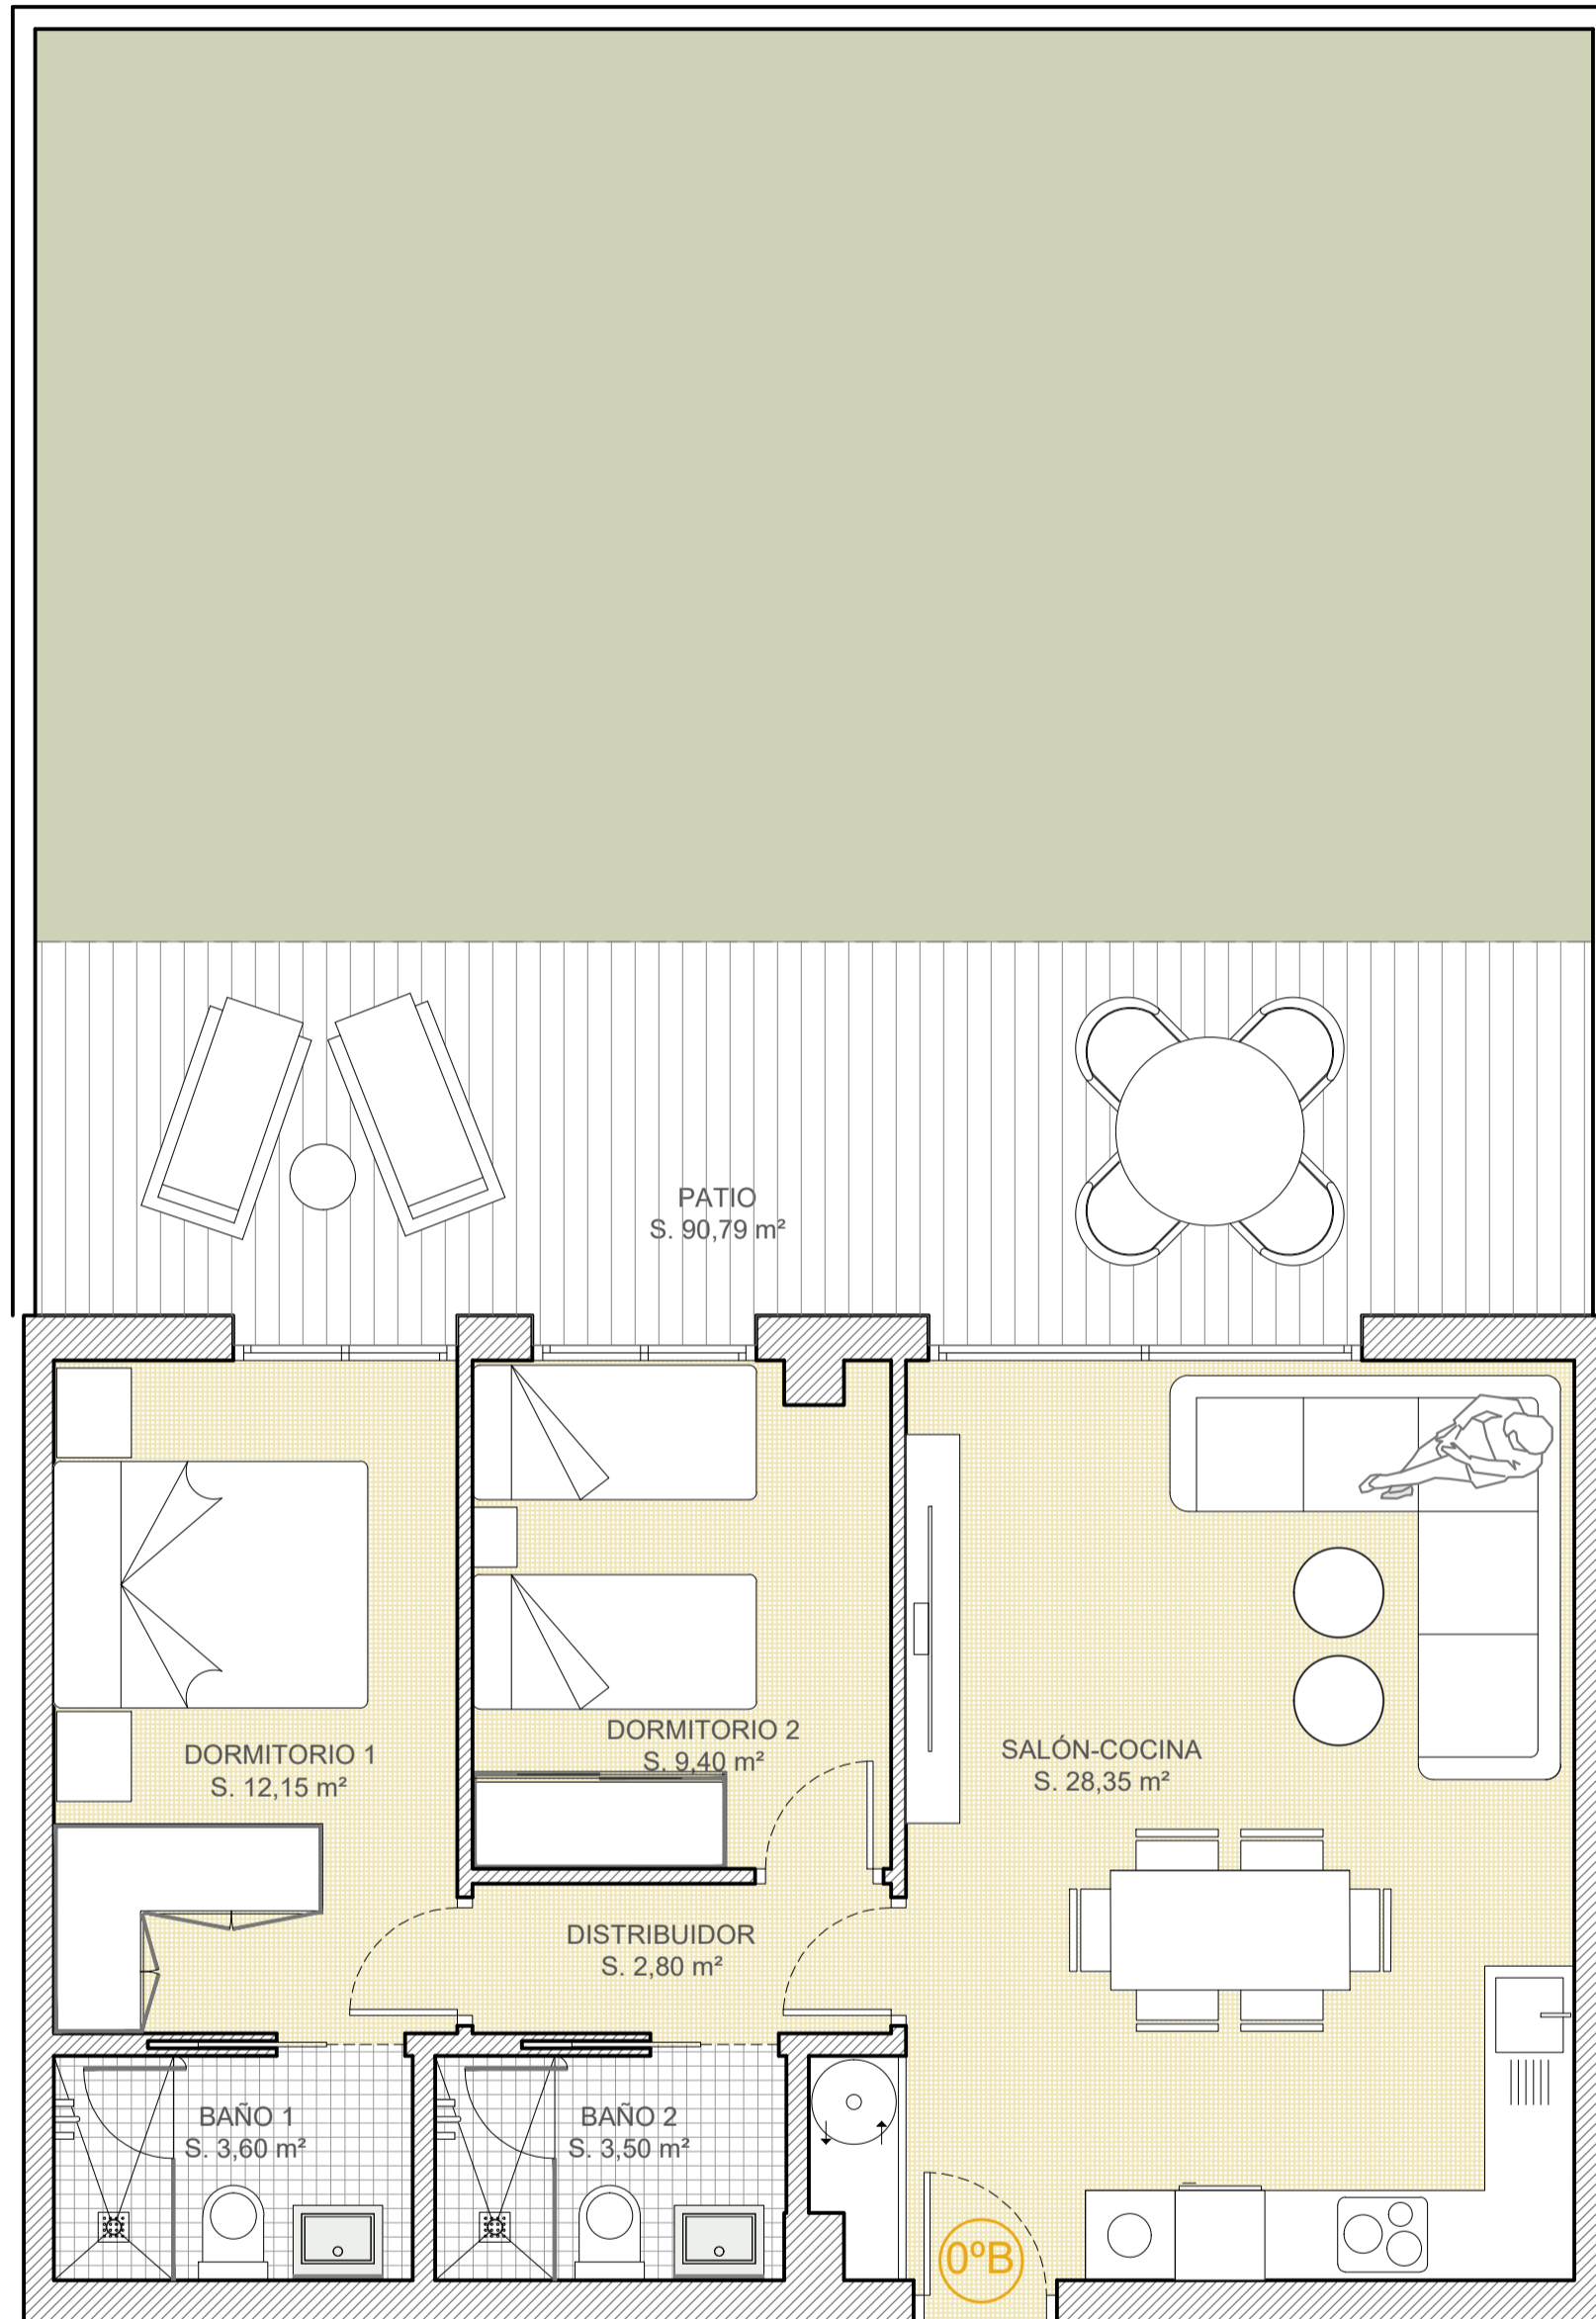 PATIO
S. 90,79 m²
DORMITORIO 2
S. 9,40 m²
DORMITORIO 1
S. 12,15 m²
SALÓN-COCINA
S. 28,35 m²
DISTRIBUIDOR
S. 2,80 m²
BAÑO 1
S. 3,60 m²
BAÑO 2
S. 3,50 m²
0ºB